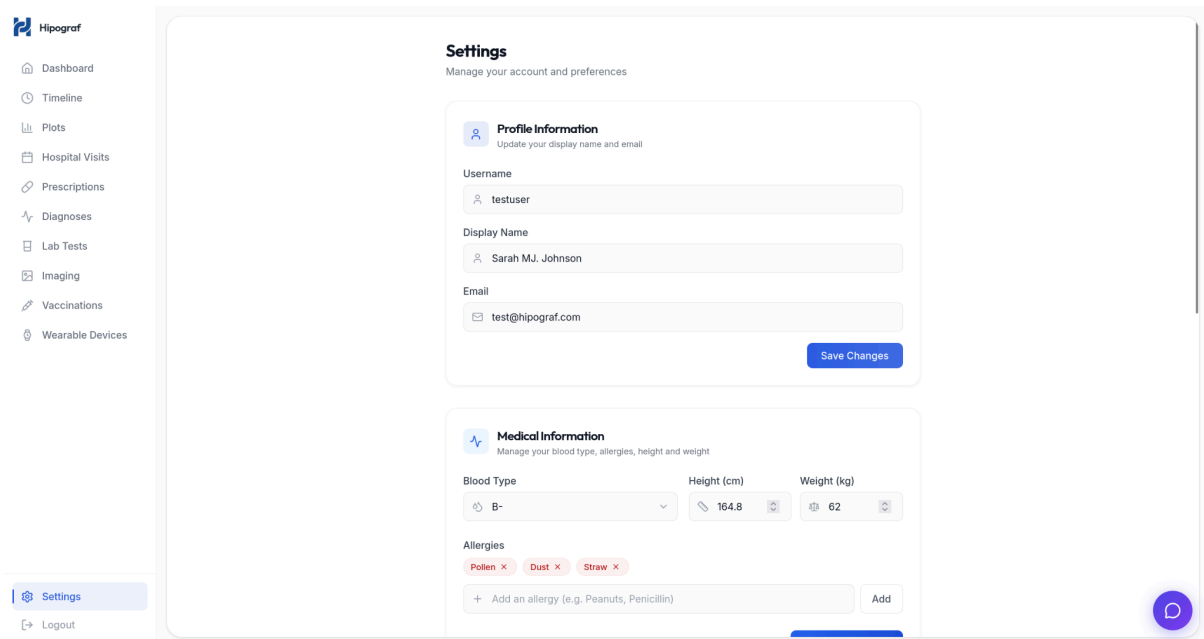 Hipograf
Dashboard
Timeline
Plots
Hospital Visits
Prescriptions
Diagnoses
Lab Tests
Imaging
Vaccinations
Wearable Devices
Settings
Logout
Settings
Manage your account and preferences
Profile Information
Update your display name and email
Username
testuser
Display Name
Sarah MJ. Johnson
Email
test@hipograf.com
Save Changes
Medical Information
Manage your blood type, allergies, height and weight
Blood Type Height (cm) Weight (kg)
B- 164.8 62
Allergies
Pollen × Dust × Straw ×
+ Add an allergy (e.g. Peanuts, Penicillin) Add